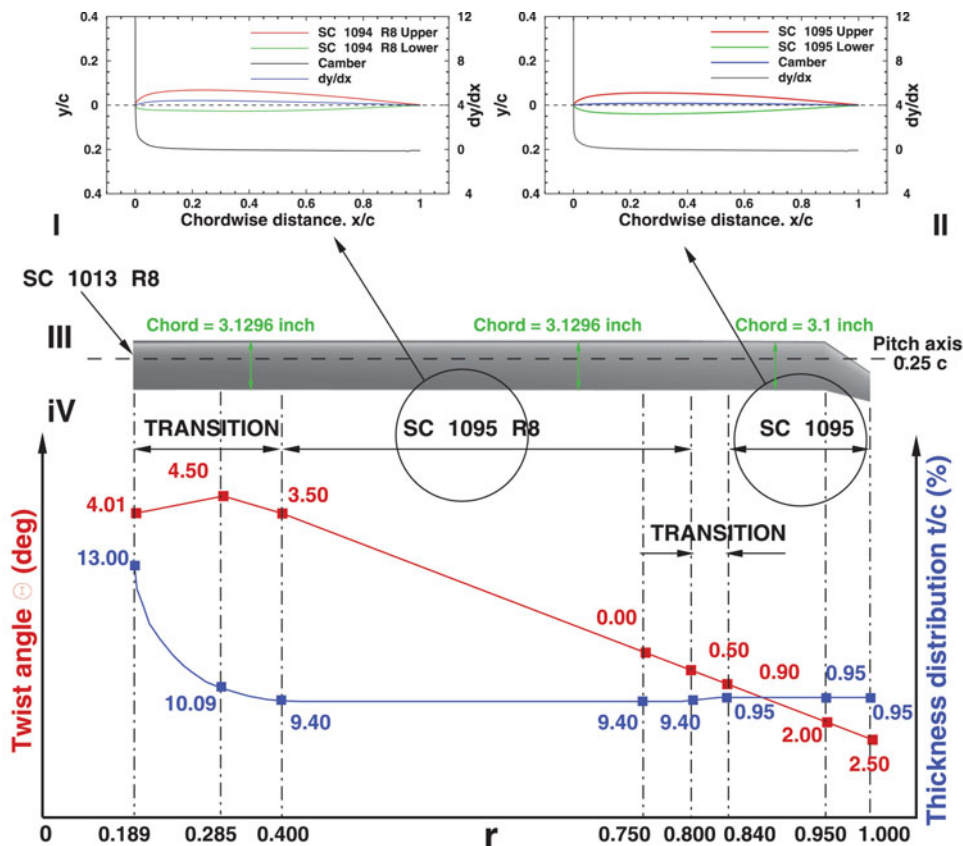 0.4
0.2
0
0.2
0.4
y/c
SC 1094 R8 Upper
SC 1094 R8 Lower
Camber
dy/dx
12
8
4
0
4
dy/dx
0 0.2 0.4 0.6 0.8 1
Chordwise distance. x/c
I
0.4
0.2
0
0.2
0.4
y/c
SC 1095 Upper
SC 1095 Lower
Camber
dy/dx
12
8
4
0
4
dy/dx
0 0.2 0.4 0.6 0.8 1
Chordwise distance. x/c
II
SC 1013 R8
III
Chord = 3.1296 inch
Chord = 3.1296 inch
Chord = 3.1 inch
Pitch axis
0.25 c
iV
TRANSITION
SC 1095 R8
SC 1095
4.01
4.50
3.50
13.00
TRANSITION
0.00
0.50
0.90
0.95
10.09
9.40
9.40
9.40
0.95
2.00
0.95
2.50
Twist angle Θ (deg)
Thickness distribution t/c (%)
0 0.189 0.285 0.400 r 0.750 0.800 0.840 0.950 1.000